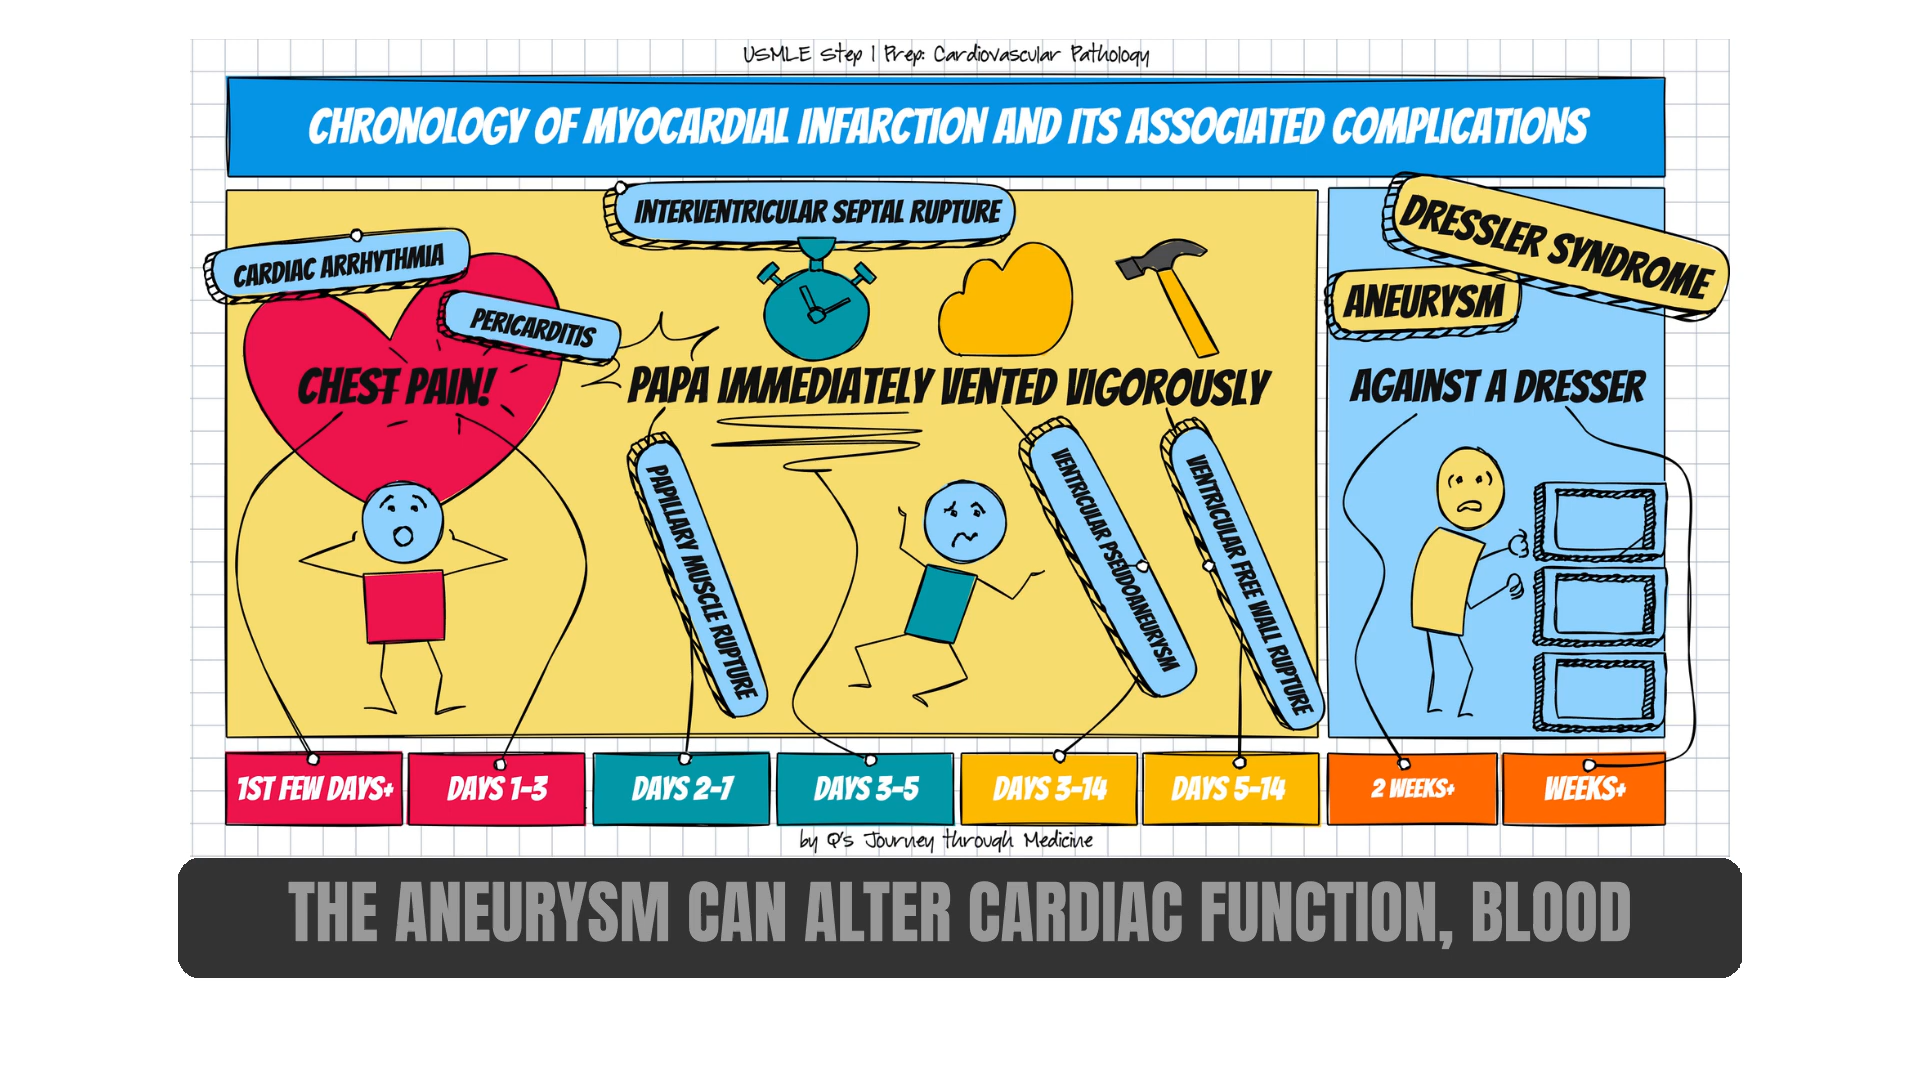 USMLE Step 1 Prep: Cardiovascular Pathology
CHRONOLOGY OF MYOCARDIAL INFARCTION AND ITS ASSOCIATED COMPLICATIONS
CARDIAC ARRHYTHMIA
PERICARDITIS
INTERVENTRICULAR SEPTAL RUPTURE
DRESSLER SYNDROME
ANEURYSM
CHEST PAIN!
PAPA IMMEDIATELY VENTED VIGOROUSLY
AGAINST A DRESSER
PAPILLARY MUSCLE RUPTURE
VENTRICULAR PSEUDOANEURYSM
VENTRICULAR FREE WALL RUPTURE
1ST FEW DAYS+
DAYS 1-3
DAYS 2-7
DAYS 3-5
DAYS 3-14
DAYS 5-14
2 WEEKS+
WEEKS+
by Q's Journey through Medicine
THE ANEURYSM CAN ALTER CARDIAC FUNCTION, BLOOD